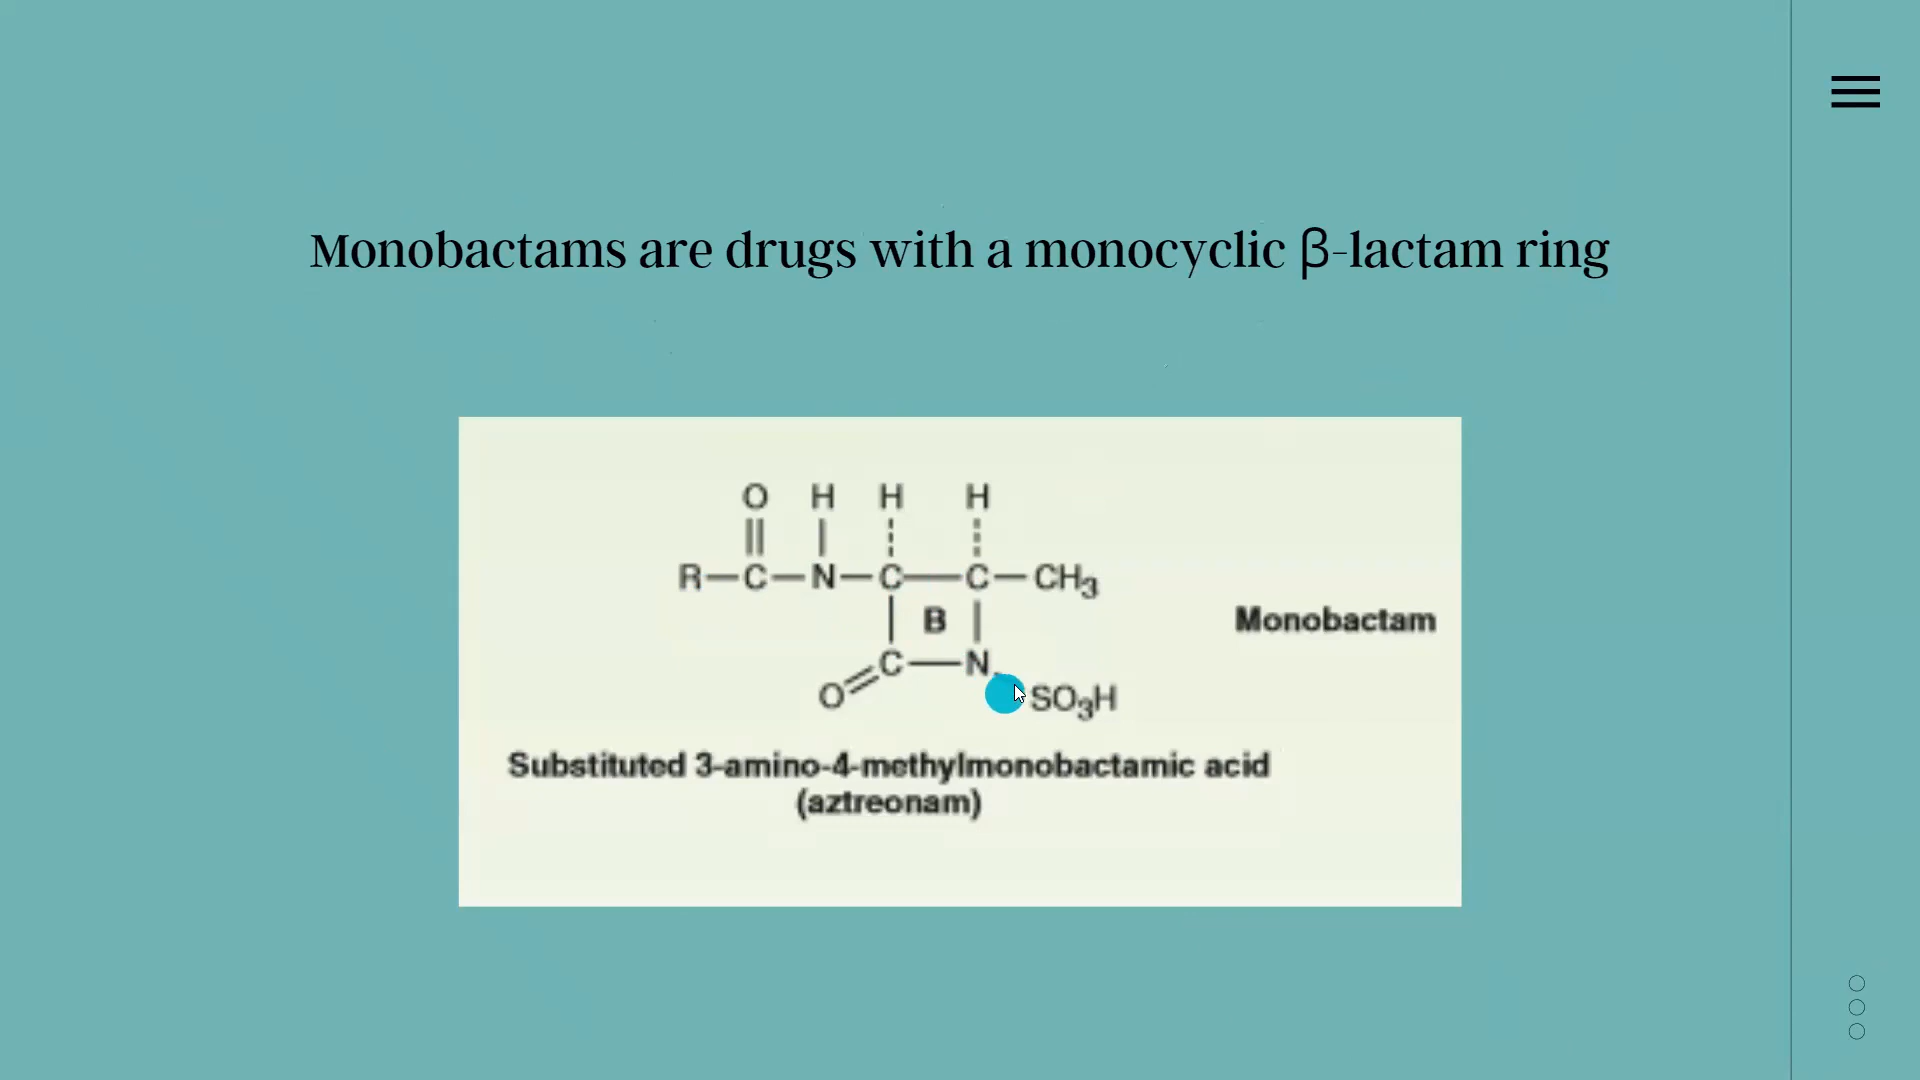 Monobactams are drugs with a monocyclic β-lactam ring
O H H H
R—C—N—C—C—CH₃
B
Monobactam
C—N
O SO₃H
Substituted 3-amino-4-methylmonobactamic acid
(aztreonam)